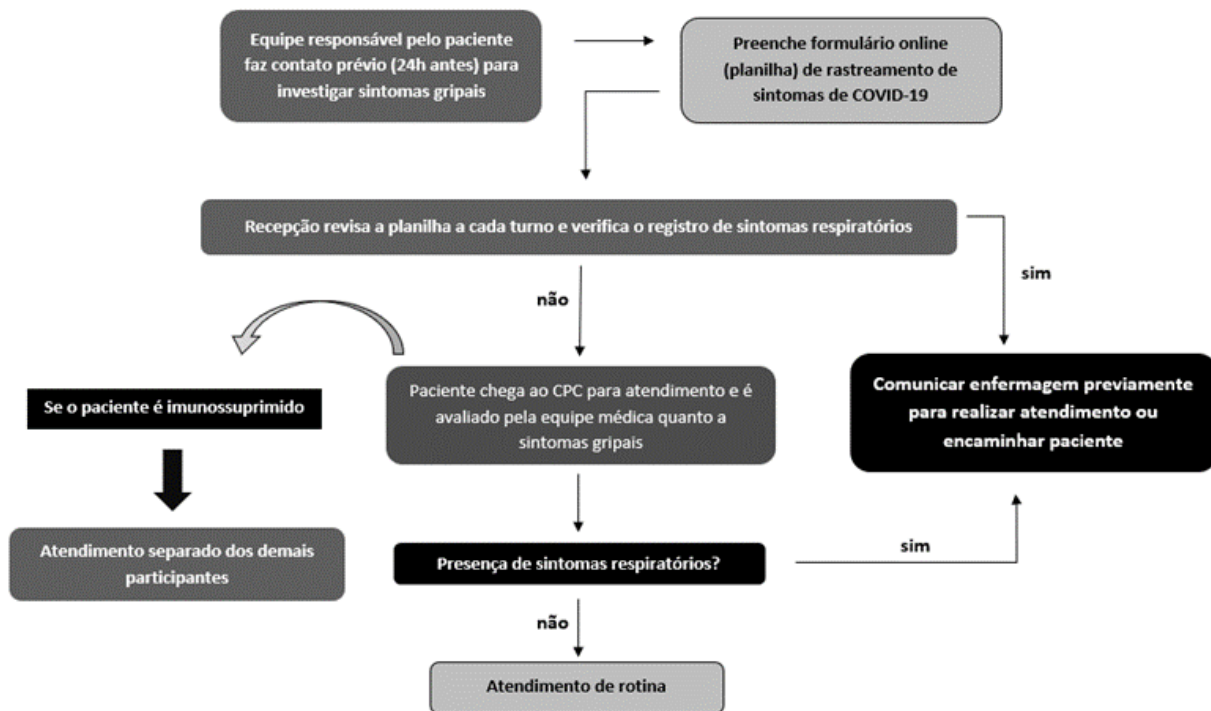 Equipe responsável pelo paciente
faz contato prévio (24h antes) para
investigar sintomas gripais
Preenche formulário online
(planilha) de rastreamento de
sintomas de COVID-19
Recepção revisa a planilha a cada turno e verifica o registro de sintomas respiratórios
sim
não
Se o paciente é imunossuprimido
Paciente chega ao CPC para atendimento e é
avaliado pela equipe médica quanto a
sintomas gripais
Comunicar enfermagem previamente
para realizar atendimento ou
encaminhar paciente
Atendimento separado dos demais
participantes
Presença de sintomas respiratórios?
sim
não
Atendimento de rotina